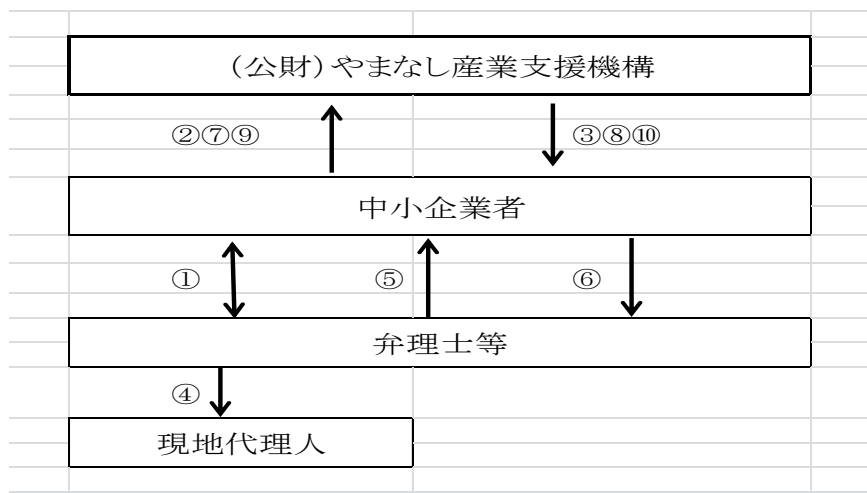 （公財）やまなし産業支援機構
②⑦⑨
③⑧⑩
中小企業者
①
⑤
⑥
弁理士等
④
現地代理人